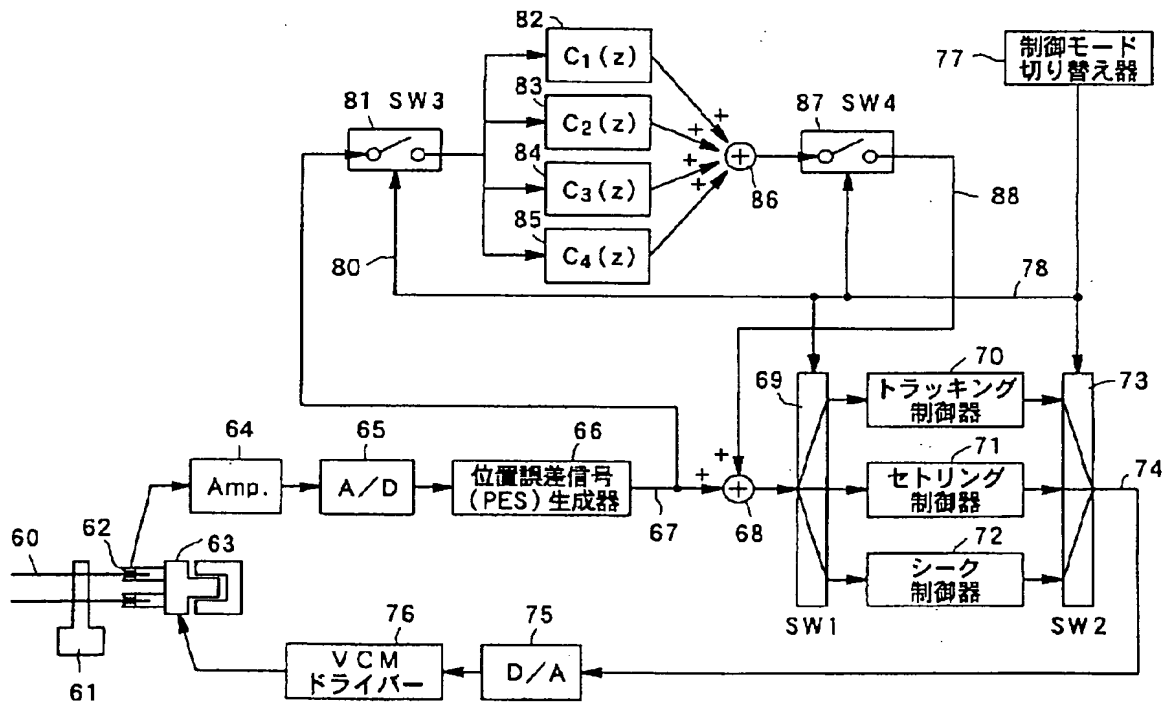 82
C1(z)
83
C2(z)
84
C3(z)
85
C4(z)
81 SW3
80
+
+
+
+
+
86
87 SW4
88
77
制御モード
切り替え器
78
64
Amp.
65
A/D
66
位置誤差信号
(PES)生成器
67
+
+
+
68
69
SW1
70
トラッキング
制御器
71
セトリング
制御器
72
シーク
制御器
73
SW2
74
60
62
63
61
76
VCM
ドライバー
75
D/A